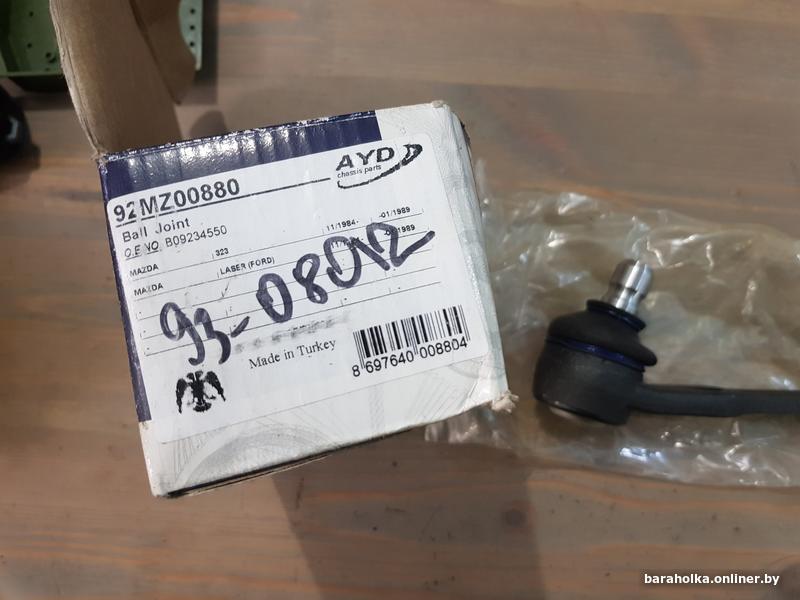 AYD
chassis parts
92MZ00880
Ball Joint
O.E NO B09234550
MAZDA 323 11/1984- -01/1989
MAZDA LASER (FORD) 1989
93-08012
Made in Turkey
8 697640 008804
baraholka.onliner.by